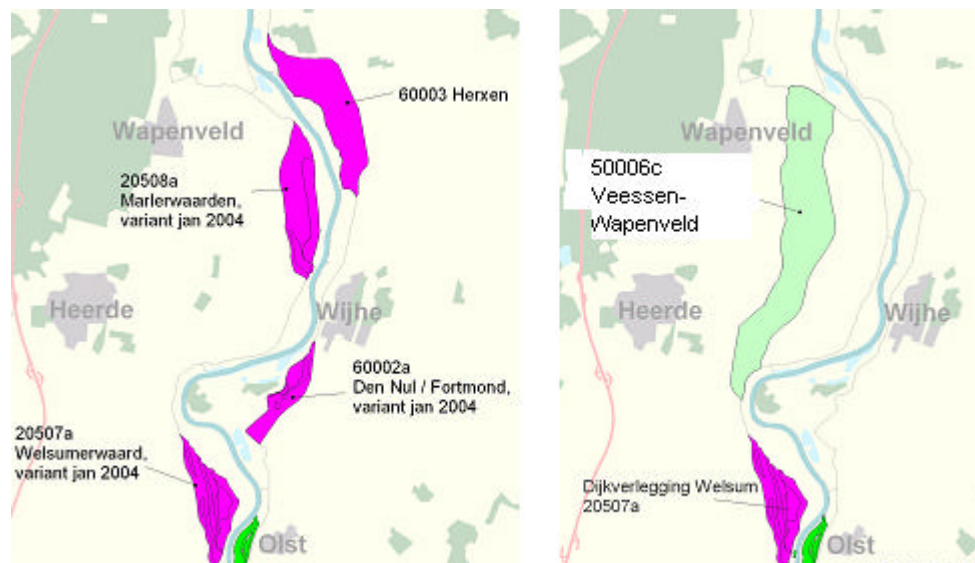 60003 Herxen
Wapenveld
20508a
Marlerwaarden,
variant jan 2004
Heerde
Wijhe
60002a
Den Nul / Fortmond,
variant jan 2004
20507a
Welsumerwaard,
variant jan 2004
Olst
Wapenveld
50006c
Veessen-
Wapenveld
Heerde
Wijhe
Dijkverlegging Welsum
20507a
Olst